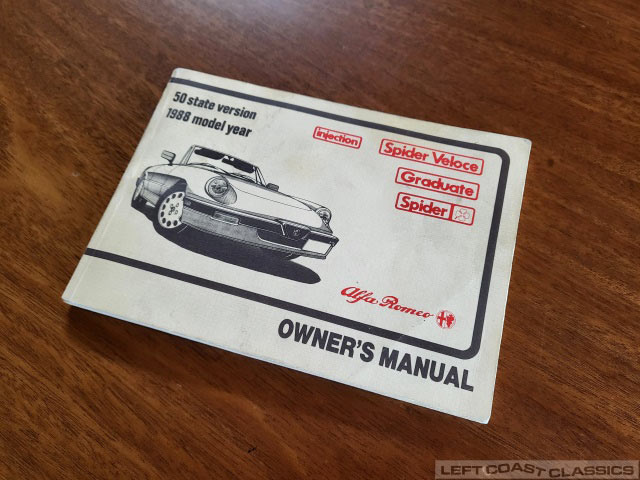 50 state version
1988 model year
injection
Spider Veloce
Graduate
Spider
Alfa Romeo
OWNER'S MANUAL
LEFT COAST CLASSICS